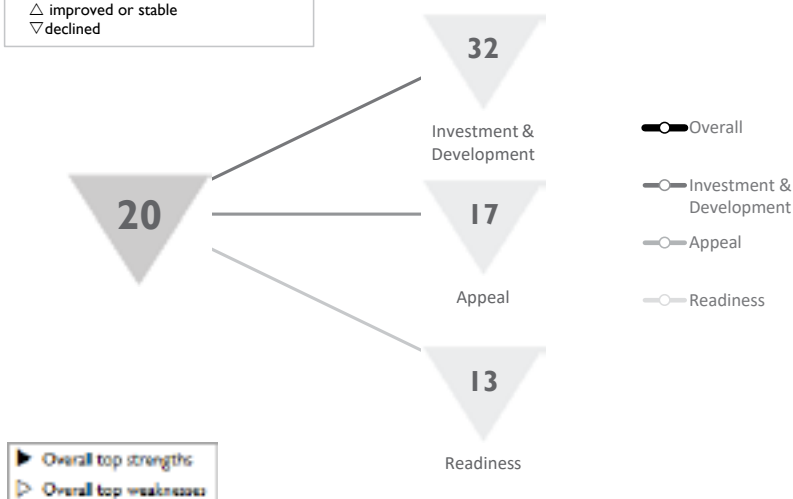 △ improved or stable
▽ declined
32
Investment &
Development
20
17
Appeal
13
Readiness
Overall
Investment &
Development
Appeal
Readiness
▶ Overall top strengths
▷ Overall top weaknesses